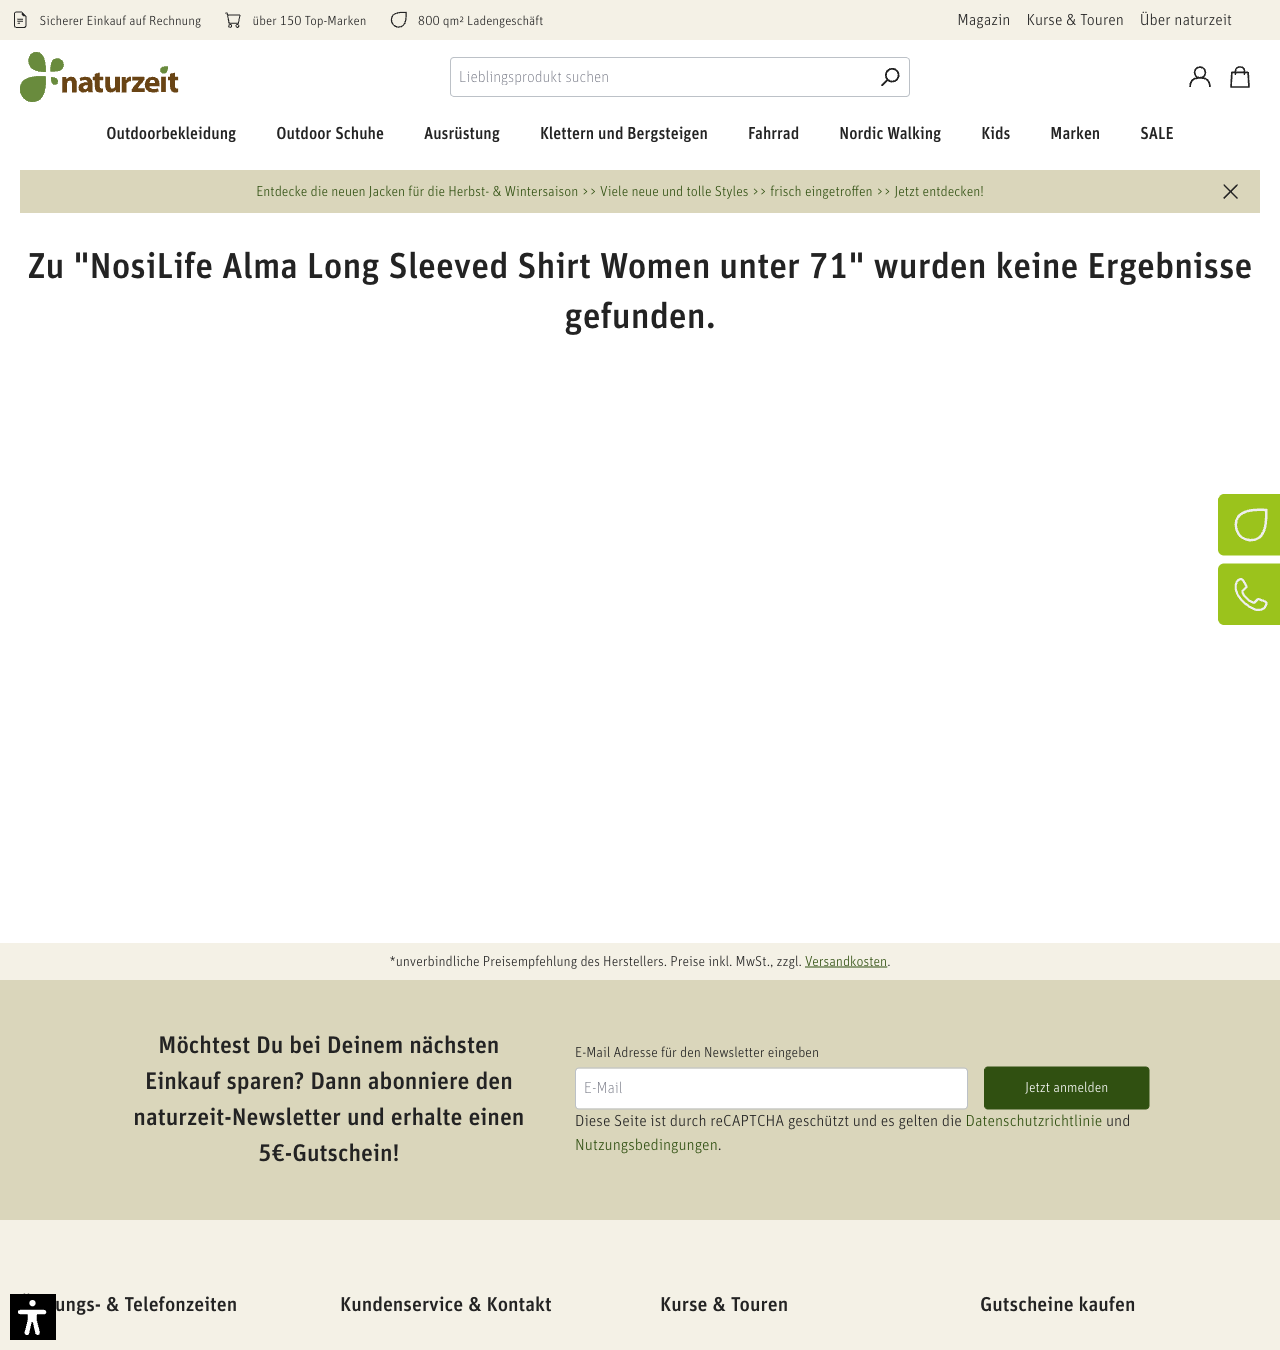 Sicherer Einkauf auf Rechnung
über 150 Top-Marken
800 qm² Ladengeschäft
Magazin
Kurse & Touren
Über naturzeit
naturzeit
Lieblingsprodukt suchen
Outdoorbekleidung
Outdoor Schuhe
Ausrüstung
Klettern und Bergsteigen
Fahrrad
Nordic Walking
Kids
Marken
SALE
Entdecke die neuen Jacken für die Herbst- & Wintersaison >> Viele neue und tolle Styles >> frisch eingetroffen >> Jetzt entdecken!
Zu "NosiLife Alma Long Sleeved Shirt Women unter 71" wurden keine Ergebnisse
gefunden.
*unverbindliche Preisempfehlung des Herstellers. Preise inkl. MwSt., zzgl. Versandkosten.
Möchtest Du bei Deinem nächsten
Einkauf sparen? Dann abonniere den
naturzeit-Newsletter und erhalte einen
5€-Gutschein!
E-Mail Adresse für den Newsletter eingeben
E-Mail
Jetzt anmelden
Diese Seite ist durch reCAPTCHA geschützt und es gelten die Datenschutzrichtlinie und
Nutzungsbedingungen.
ungs- & Telefonzeiten
Kundenservice & Kontakt
Kurse & Touren
Gutscheine kaufen